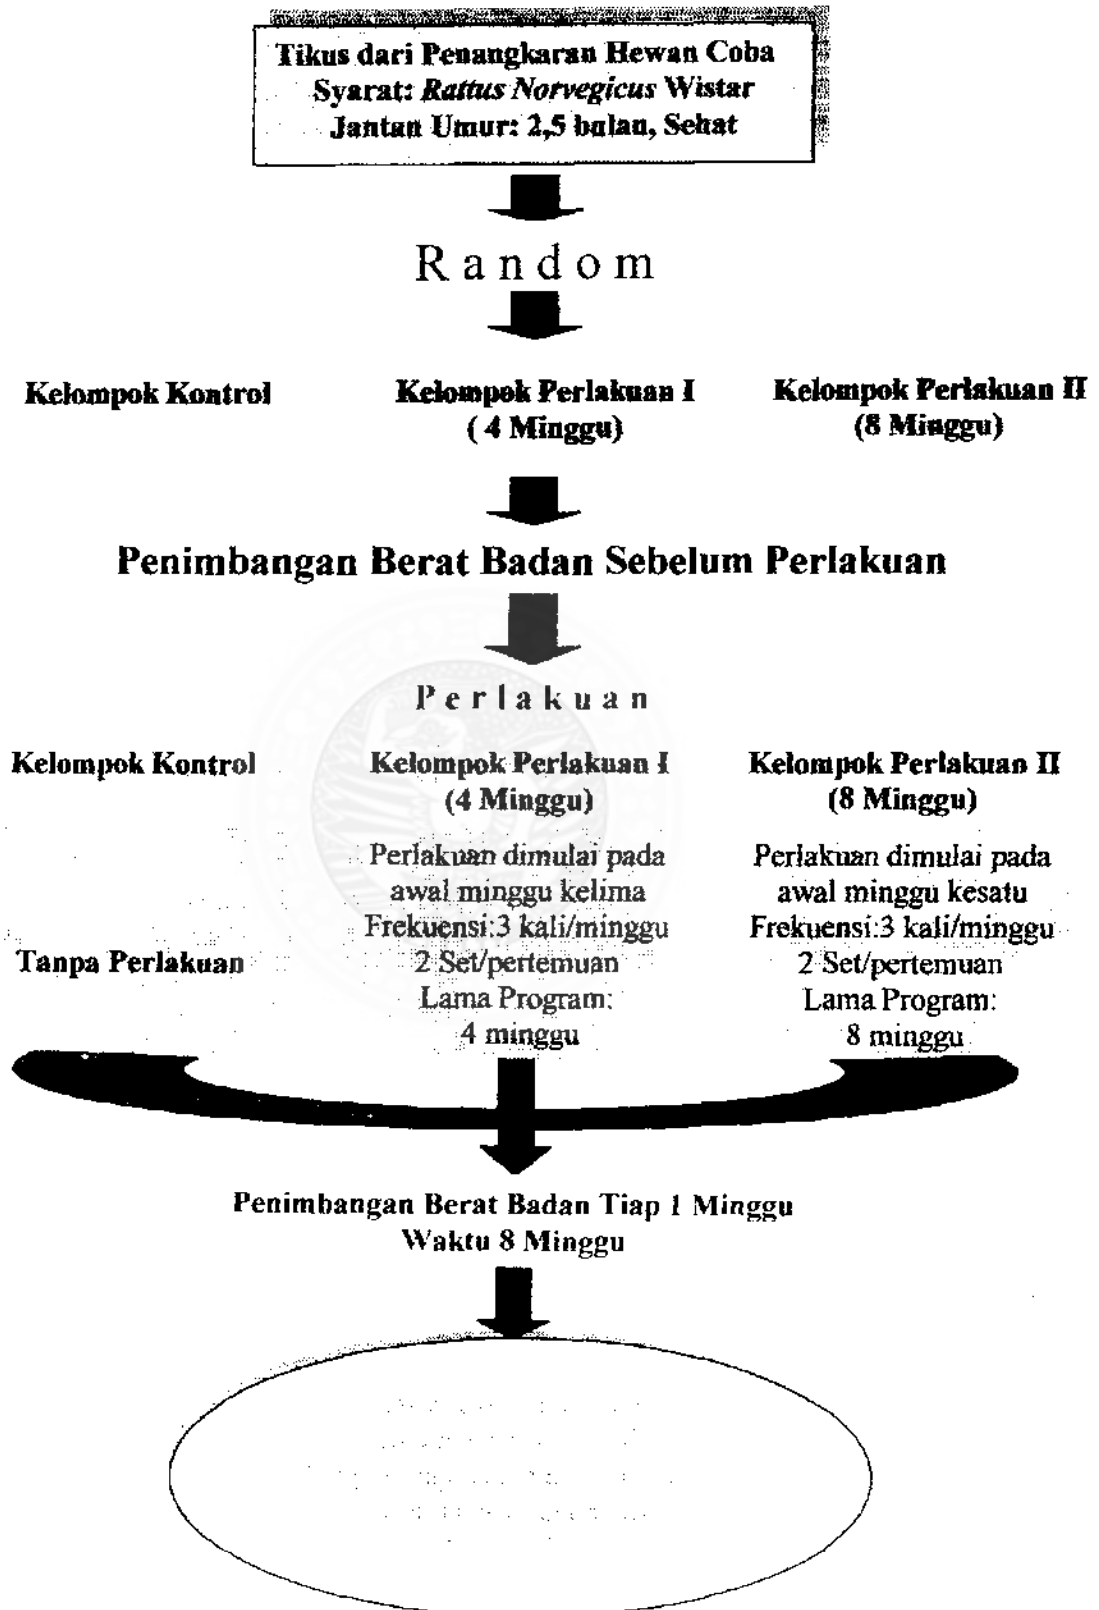 Tikus dari Penangkaran Hewan Coba
Syarat: Rattus Norvegicus Wistar
Jantan Umur: 2,5 bulan, Sehat
Random
Kelompok Kontrol
Kelompok Perlakuan I
( 4 Minggu)
Kelompok Perlakuan II
(8 Minggu)
Penimbangan Berat Badan Sebelum Perlakuan
Perlakuan
Kelompok Kontrol
Tanpa Perlakuan
Kelompok Perlakuan I
(4 Minggu)
Perlakuan dimulai pada
awal minggu kelima
Frekuensi:3 kali/minggu
2 Set/pertemuan
Lama Program:
4 minggu
Kelompok Perlakuan II
(8 Minggu)
Perlakuan dimulai pada
awal minggu kesatu
Frekuensi:3 kali/minggu
2 Set/pertemuan
Lama Program:
8 minggu
Penimbangan Berat Badan Tiap 1 Minggu
Waktu 8 Minggu